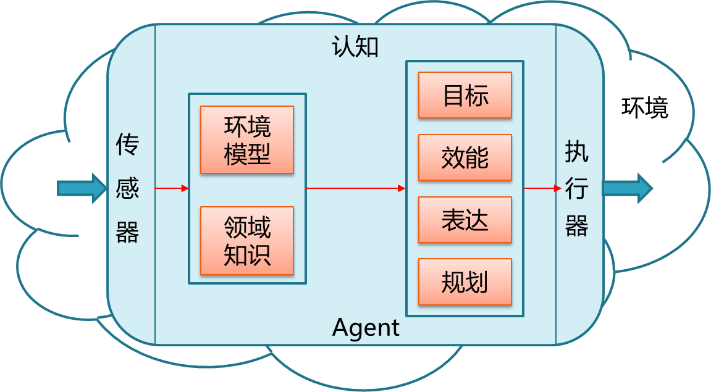 认知
环境
传感器
环境
模型
领域
知识
目标
效能
表达
规划
执行器
Agent